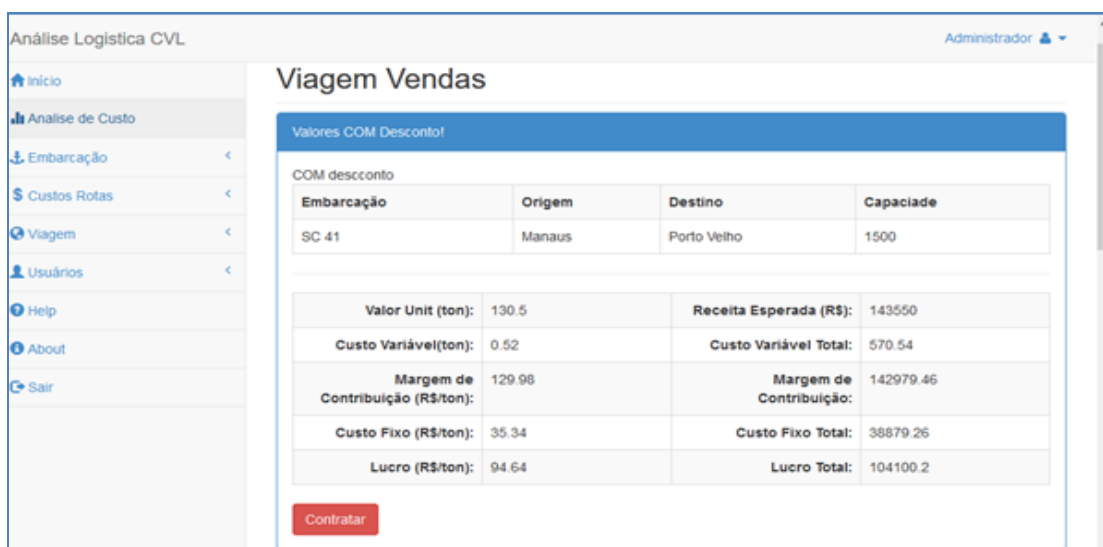 Análise Logistica CVL
Administrador
Início
Analise de Custo
Embarcação
Custos Rotas
Viagem
Usuários
Help
About
Sair
Viagem Vendas
Valores COM Desconto!
COM descconto
Embarcação Origem Destino Capaciade
SC 41 Manaus Porto Velho 1500
Valor Unit (ton): 130.5 Receita Esperada (R$): 143550
Custo Variável(ton): 0.52 Custo Variável Total: 570.54
Margem de 129.98 Margem de 142979.46
Contribuição (R$/ton): Contribuição:
Custo Fixo (R$/ton): 35.34 Custo Fixo Total: 38879.26
Lucro (R$/ton): 94.64 Lucro Total: 104100.2
Contratar